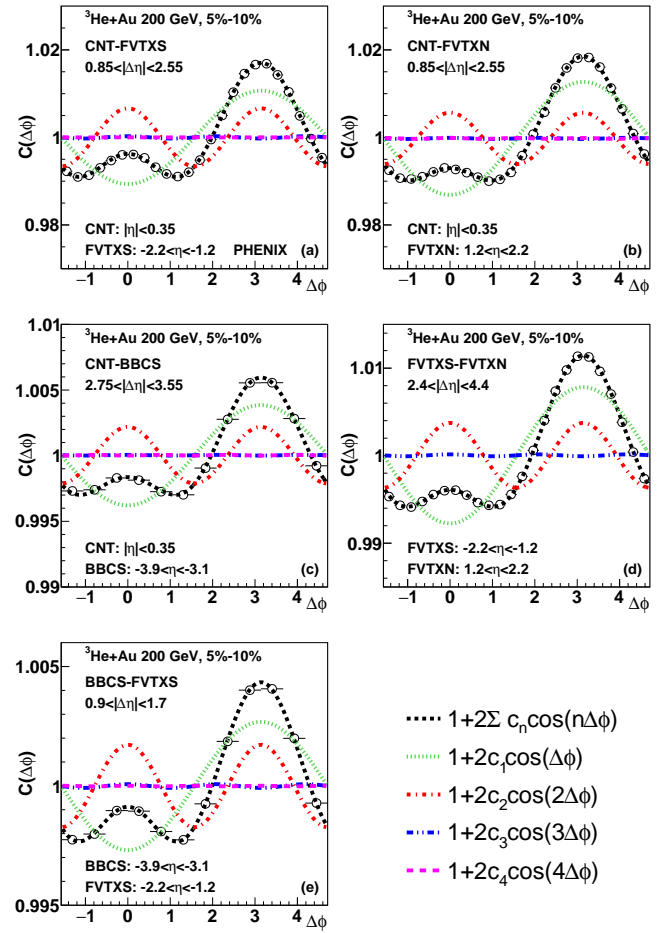 ³He+Au 200 GeV, 5%-10%
CNT-FVTXS
0.85<|Δη|<2.55
C(Δϕ)
1.02
1
0.98
CNT: |η|<0.35
FVTXS: -2.2<η<-1.2 PHENIX (a)
−1 0 1 2 3 4 Δϕ
³He+Au 200 GeV, 5%-10%
CNT-FVTXN
0.85<|Δη|<2.55
C(Δϕ)
1.02
1
0.98
CNT: |η|<0.35
FVTXN: 1.2<η<2.2 (b)
−1 0 1 2 3 4 Δϕ
³He+Au 200 GeV, 5%-10%
CNT-BBCS
2.75<|Δη|<3.55
C(Δϕ)
1.01
1.005
1
0.995
0.99
CNT: |η|<0.35
BBCS: -3.9<η<-3.1 (c)
−1 0 1 2 3 4 Δϕ
³He+Au 200 GeV, 5%-10%
FVTXS-FVTXN
2.4<|Δη|<4.4
C(Δϕ)
1.01
1
0.99
FVTXS: -2.2<η<-1.2
FVTXN: 1.2<η<2.2 (d)
−1 0 1 2 3 4 Δϕ
³He+Au 200 GeV, 5%-10%
BBCS-FVTXS
0.9<|Δη|<1.7
C(Δϕ)
1.005
1
0.995
BBCS: -3.9<η<-3.1
FVTXS: -2.2<η<-1.2 (e)
−1 0 1 2 3 4 Δϕ
1+2Σ cₙcos(nΔϕ)
1+2c₁cos(Δϕ)
1+2c₂cos(2Δϕ)
1+2c₃cos(3Δϕ)
1+2c₄cos(4Δϕ)